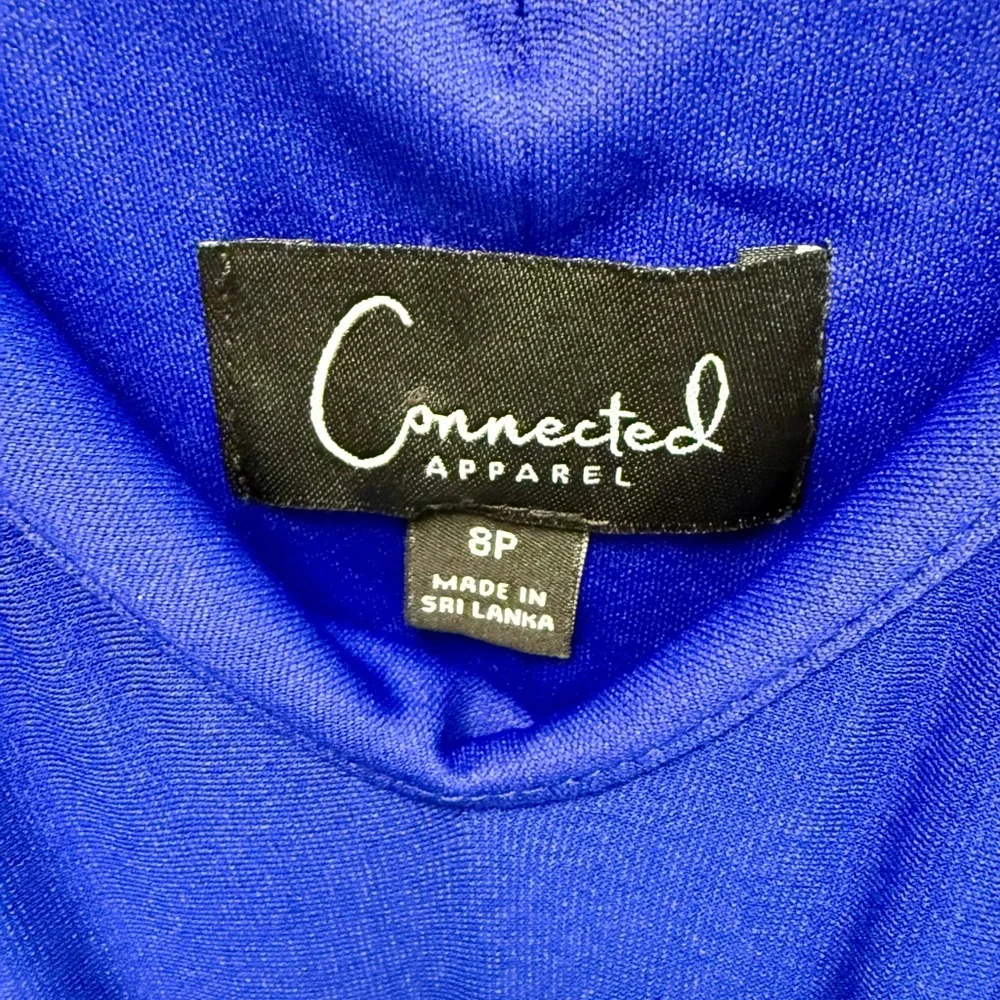 Connected
APPAREL
8P
MADE IN
SRI LANKA